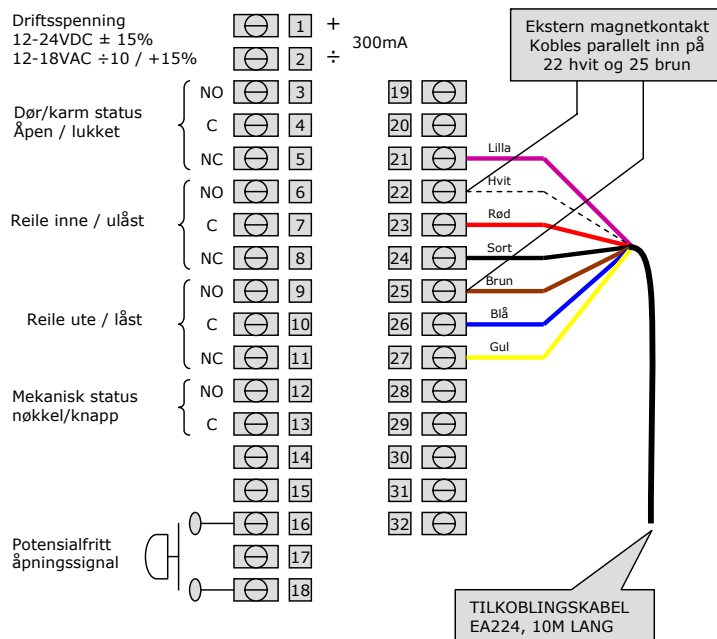 Driftsspenning
12-24VDC ± 15%
12-18VAC ÷10 / +15%
1 +
2 ÷
300mA
Ekstern magnetkontakt
Kobles parallelt inn på
22 hvit og 25 brun
Dør/karm status
Åpen / lukket
NO 3
C 4
NC 5
Reile inne / ulåst
NO 6
C 7
NC 8
Reile ute / låst
NO 9
C 10
NC 11
Mekanisk status
nøkkel/knapp
NO 12
C 13
14
15
16
Potensialfritt
åpningssignal
17
18
19
20
21 Lilla
22 Hvit
23 Rød
24 Sort
25 Brun
26 Blå
27 Gul
28
29
30
31
32
TILKOBLINGSKABEL
EA224, 10M LANG